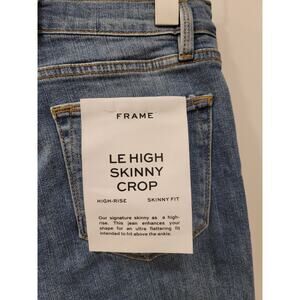 FRAME
LE HIGH
SKINNY
CROP
HIGH-RISE SKINNY FIT
Our signature skinny as a high-
rise. This jean enhances your
shape for an ultra flattering fit
intended to hit above the ankle.